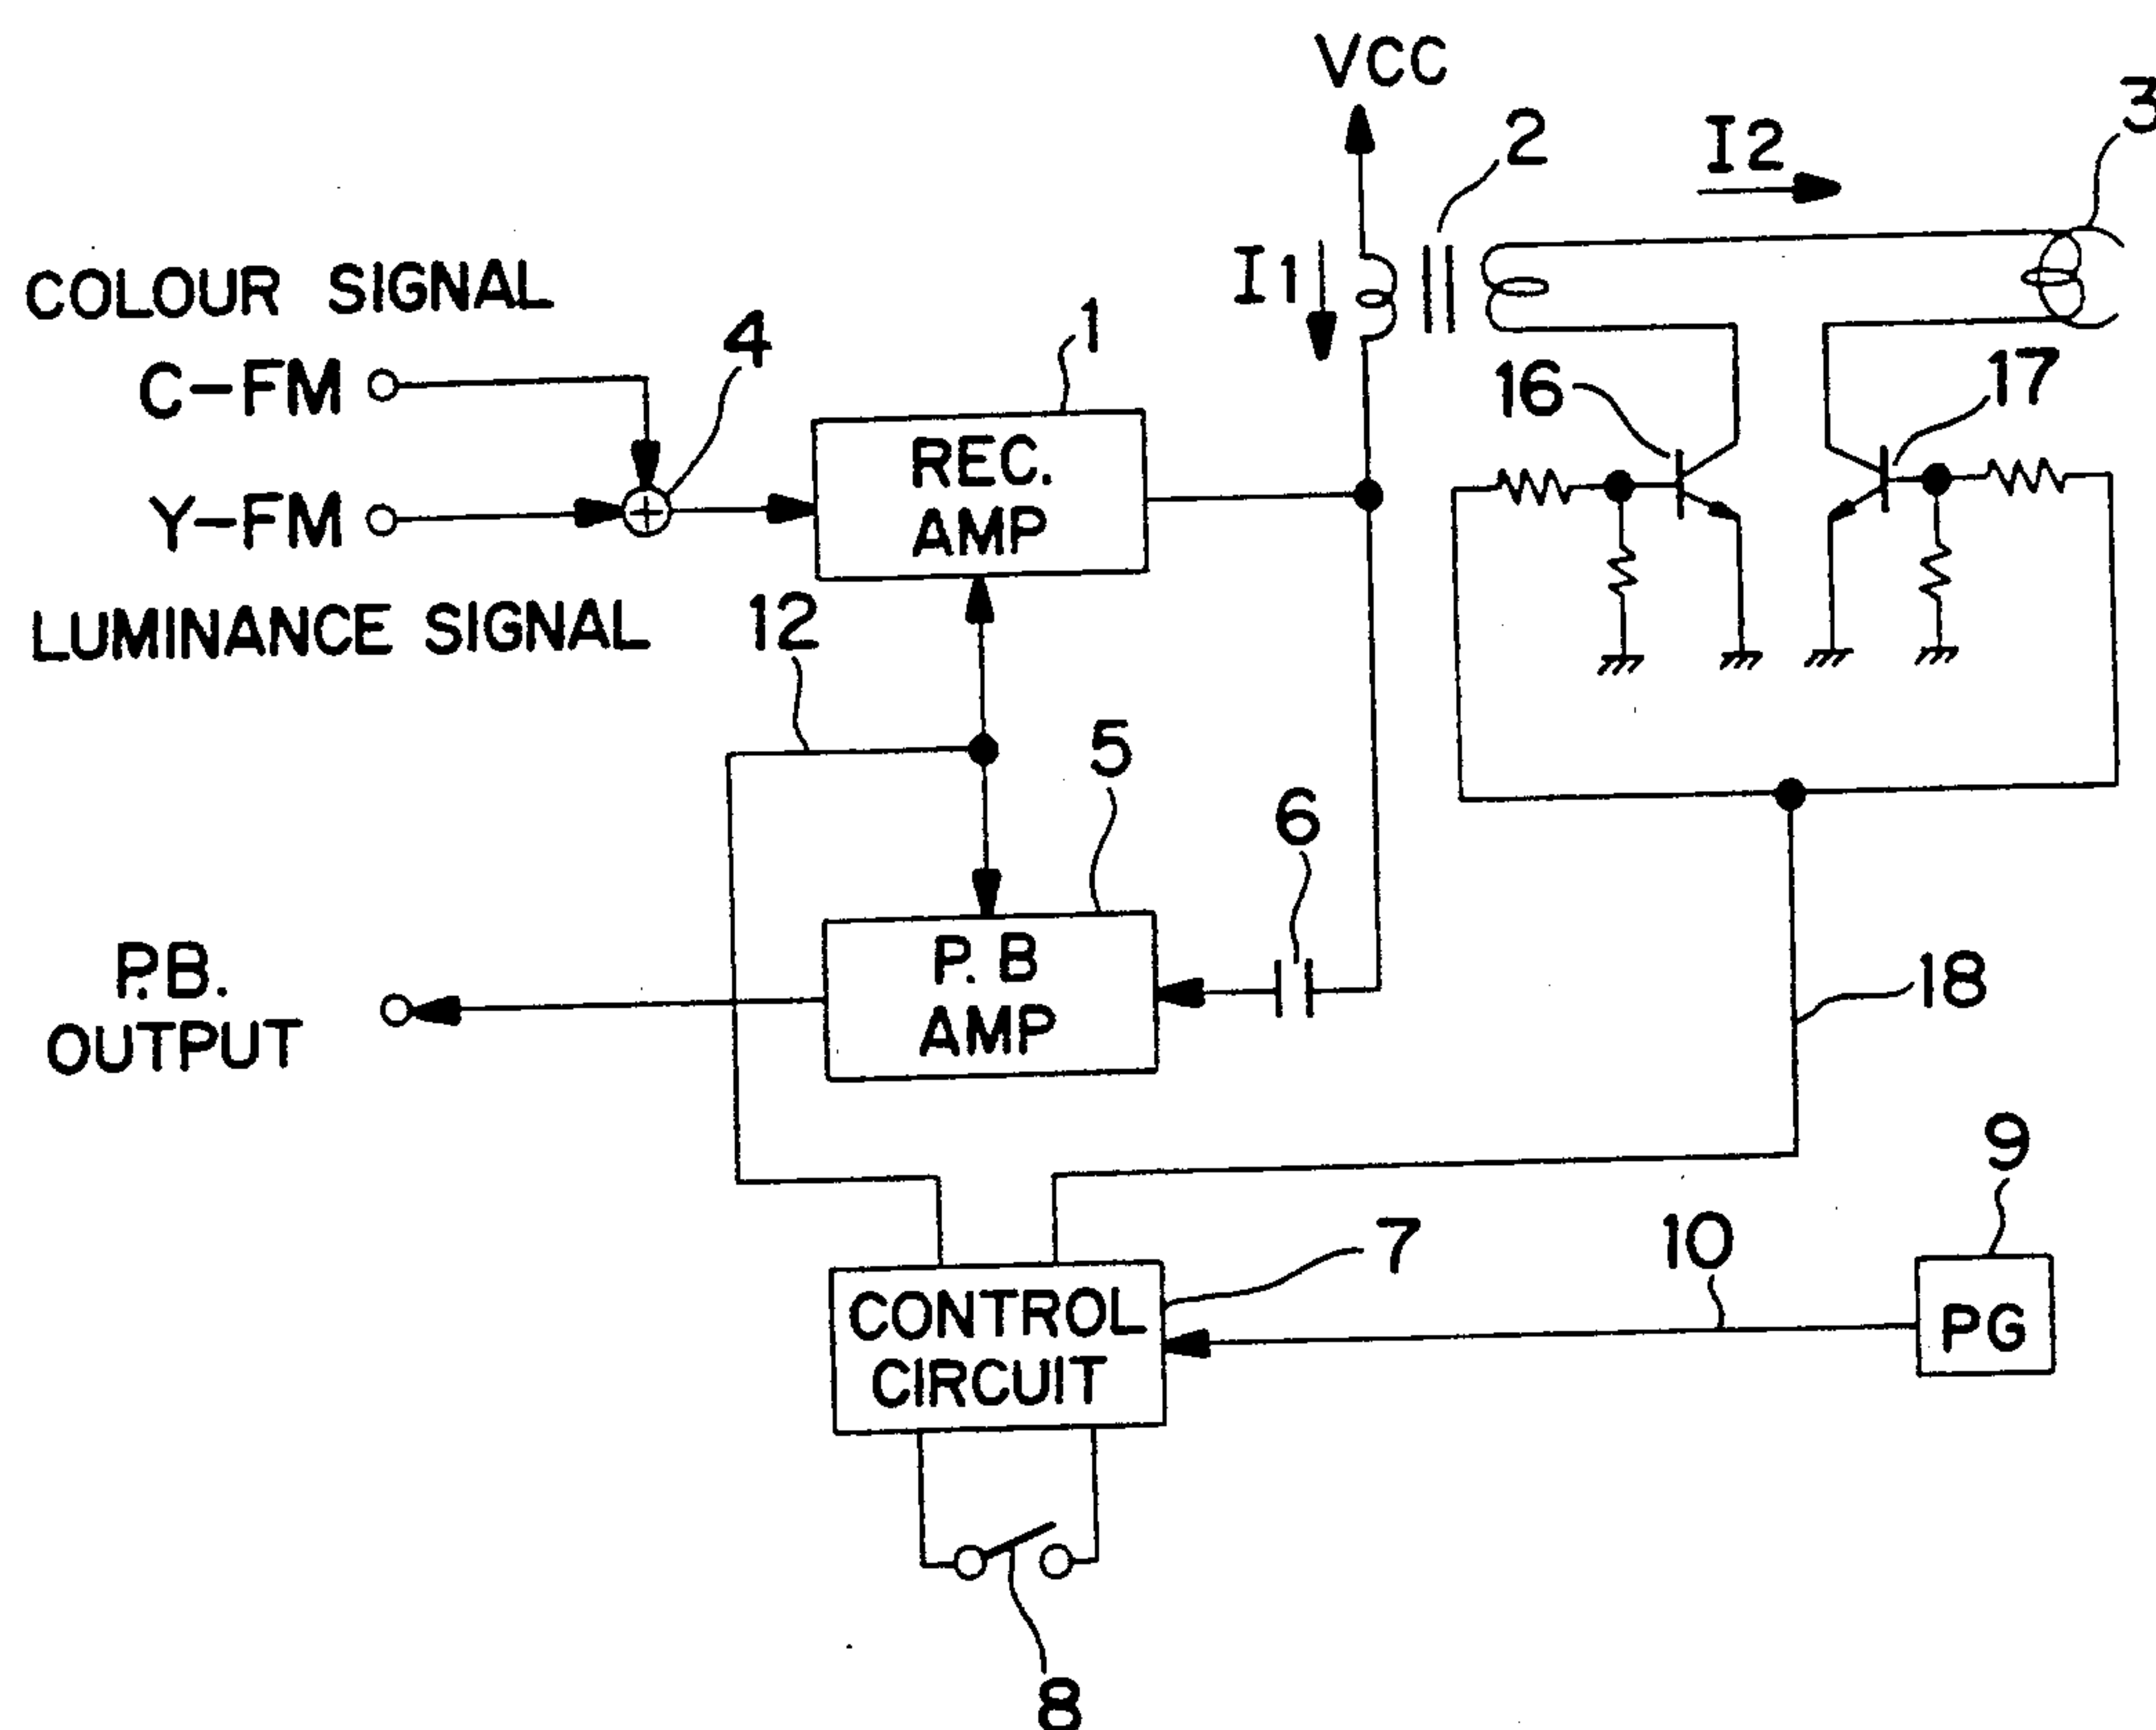 VCC
3
2
I2
I1
COLOUR SIGNAL
4
1
C-FM
REC.
AMP
16
17
Y-FM
LUMINANCE SIGNAL
12
5
6
P.B.
OUTPUT
P.B
AMP
18
9
10
7
CONTROL
CIRCUIT
PG
8